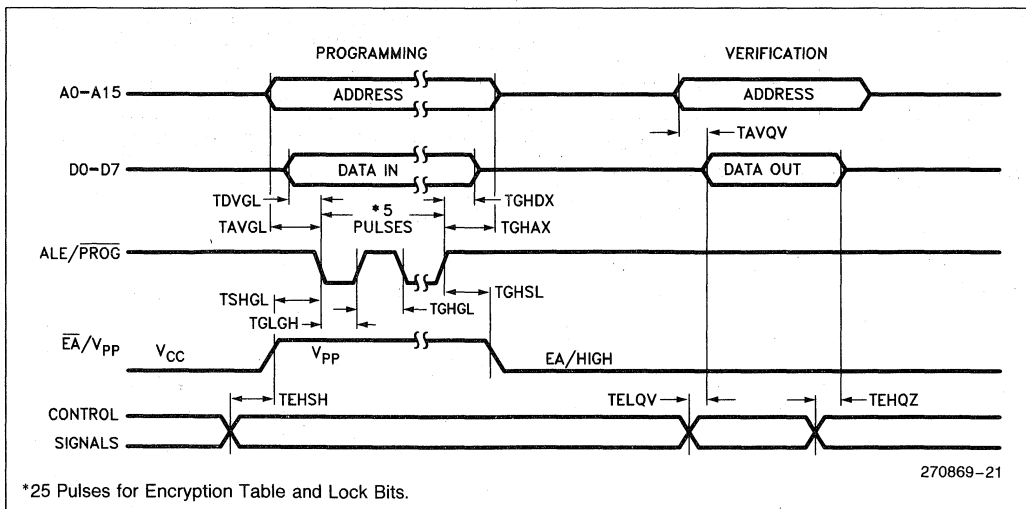 PROGRAMMING VERIFICATION
A0–A15 ADDRESS ADDRESS
TAVQV
D0–D7 DATA IN DATA OUT
TDVGL *5 TGHDX
TAVGL PULSES TGHAX
ALE/PROG
TSHGL TGHGL TGHSL
TGLGH
EA/VPP VCC VPP EA/HIGH
TEHSH TELQV TEHQZ
CONTROL
SIGNALS
270869–21
*25 Pulses for Encryption Table and Lock Bits.